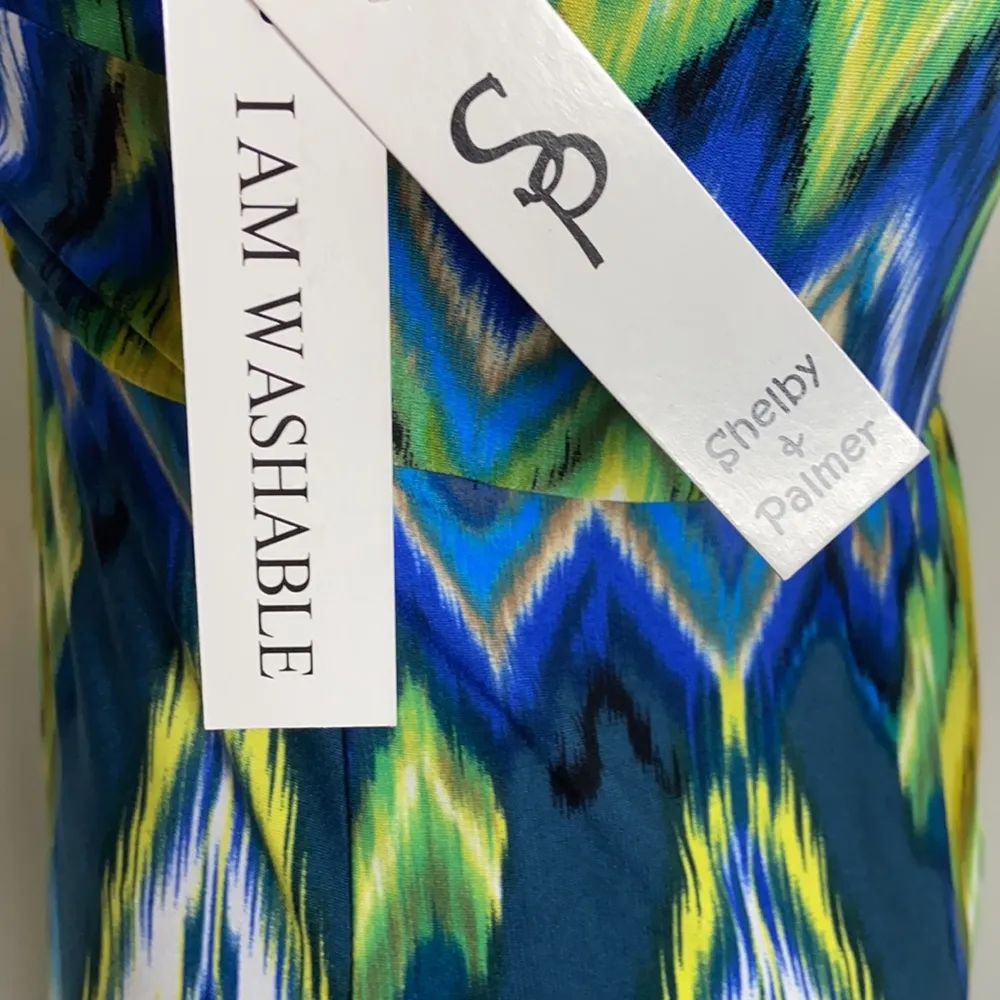 I AM WASHABLE
SP
Shelby
&
Palmer